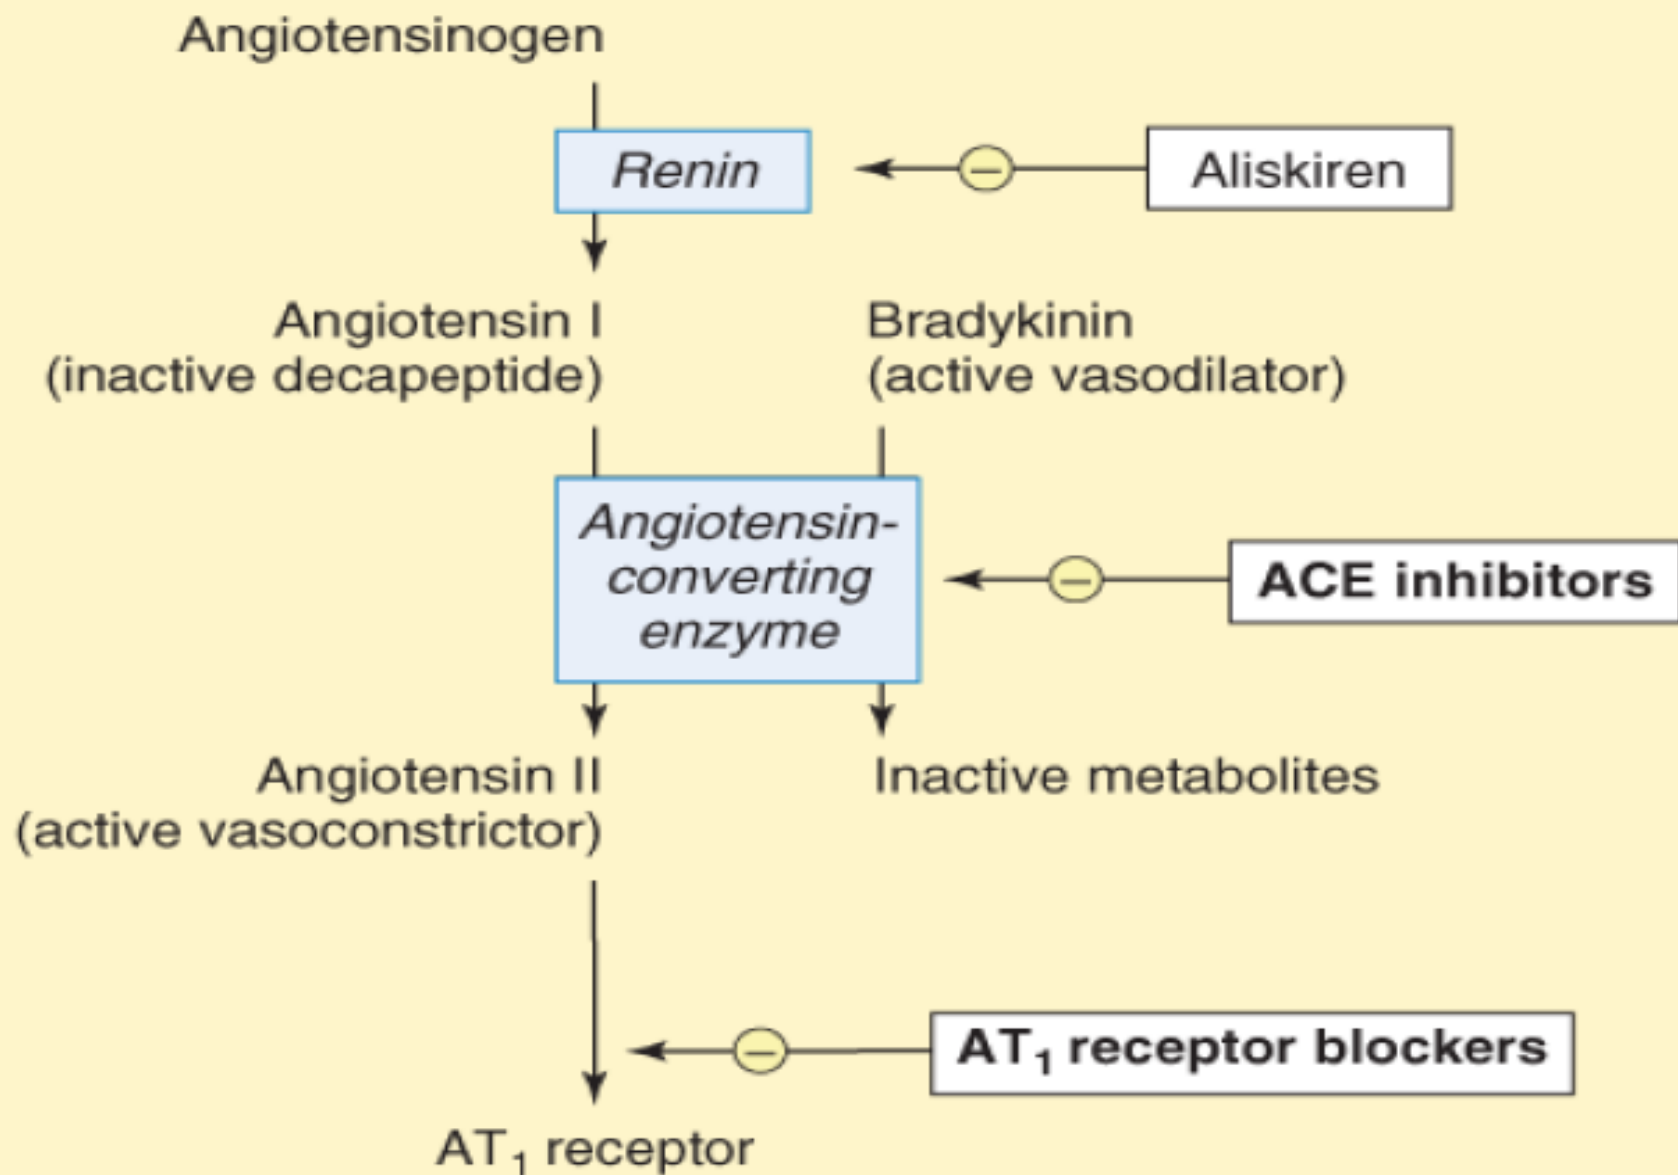 Angiotensinogen
Renin
−
Aliskiren
Angiotensin I
(inactive decapeptide)
Bradykinin
(active vasodilator)
Angiotensin-
converting
enzyme
−
ACE inhibitors
Angiotensin II
(active vasoconstrictor)
Inactive metabolites
−
AT₁ receptor blockers
AT₁ receptor